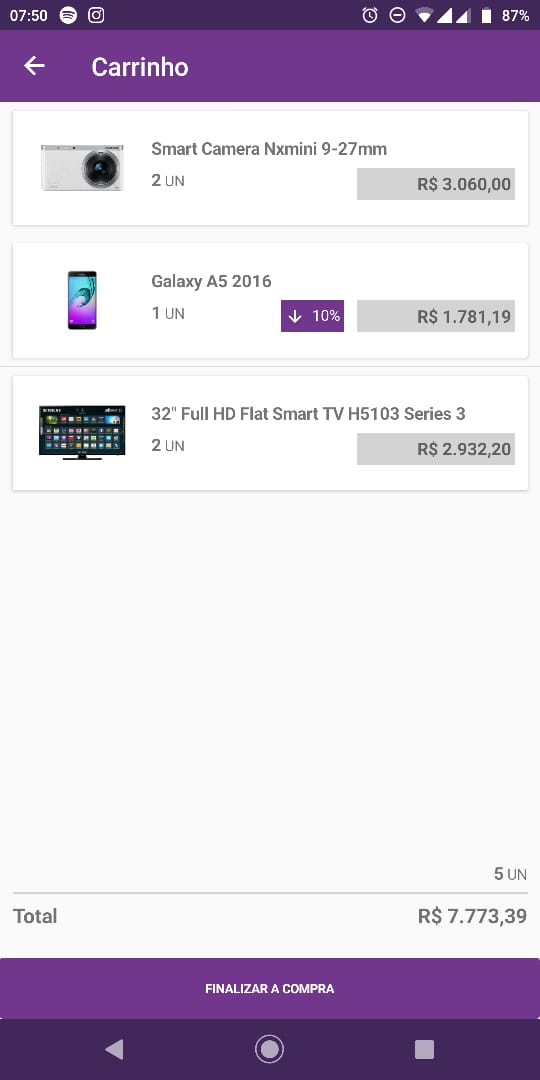 07:50 87%
Carrinho
Smart Camera Nxmini 9-27mm
2 UN
R$ 3.060,00
Galaxy A5 2016
1 UN
10%
R$ 1.781,19
32" Full HD Flat Smart TV H5103 Series 3
2 UN
R$ 2.932,20
5 UN
Total R$ 7.773,39
FINALIZAR A COMPRA